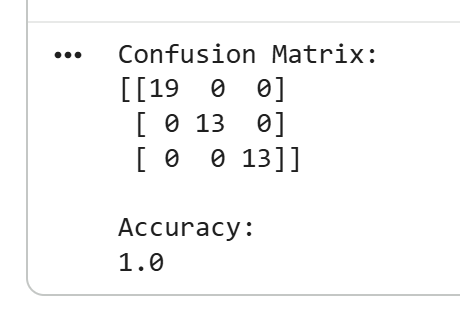 Confusion Matrix:
[[19  0  0]
 [ 0 13  0]
 [ 0  0 13]]

Accuracy:
1.0